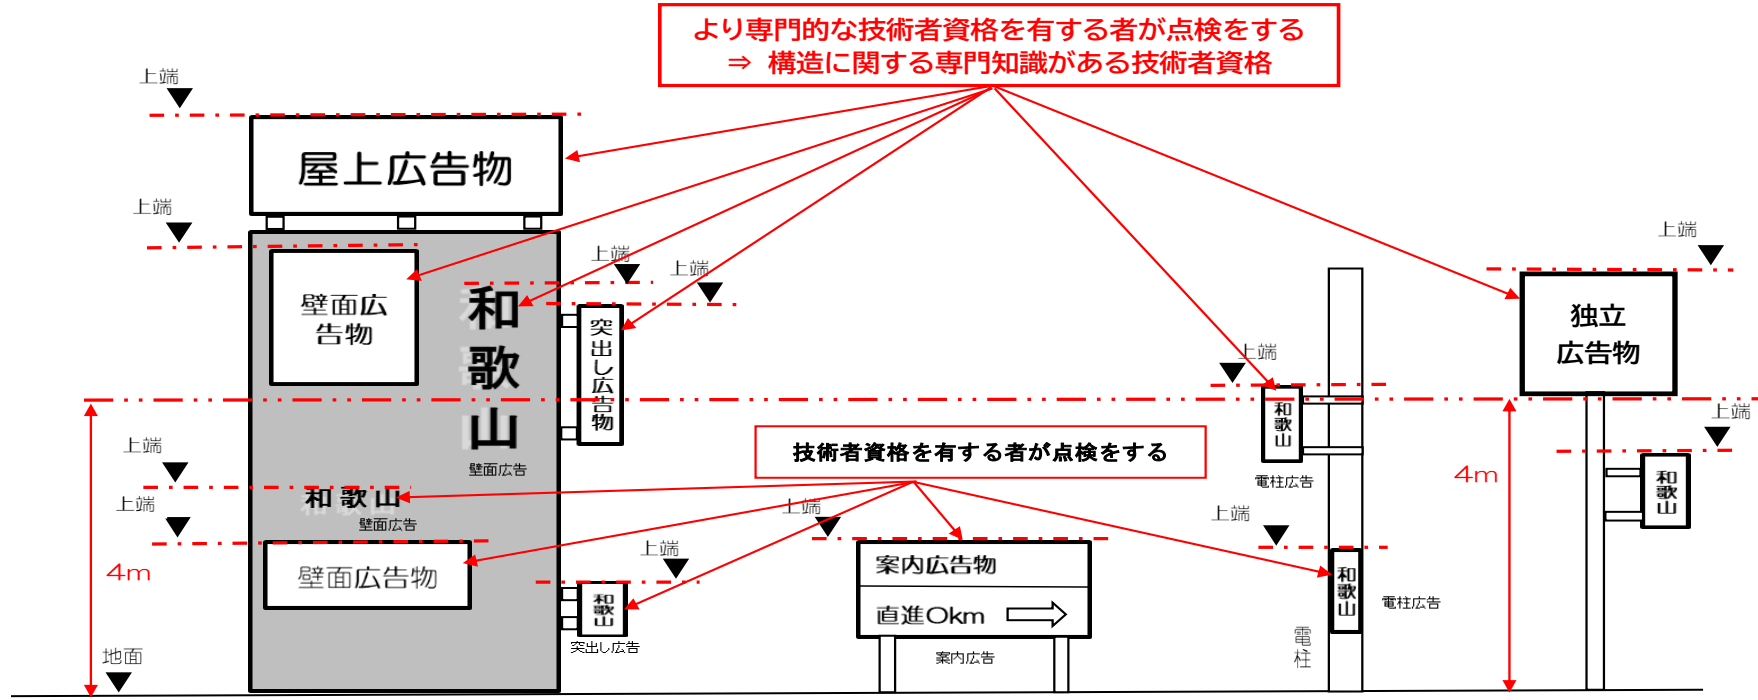 より専門的な技術者資格を有する者が点検をする
⇒ 構造に関する専門知識がある技術者資格
上端
屋上広告物
上端
壁面広
告物
上端
和歌山
壁面広告
上端
突出し広告物
上端
和歌山
電柱広告
上端
独立
広告物
上端
和歌山
4m
技術者資格を有する者が点検をする
上端
和歌山
壁面広告
上端
壁面広告物
4m
上端
和歌山
突出し広告
上端
案内広告物
直進0km
案内広告
上端
和歌山
電柱広告
電柱
地面